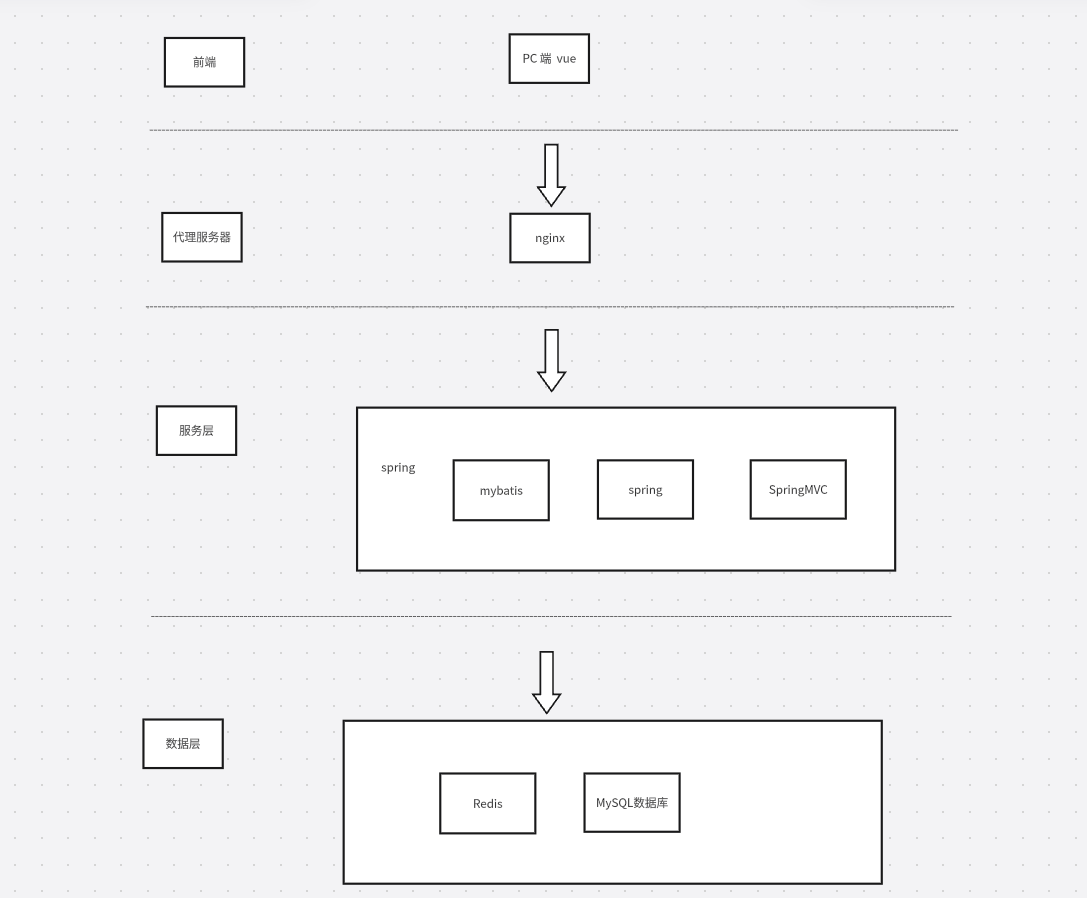 前端
PC 端 vue
代理服务器
nginx
服务层
spring
mybatis
spring
SpringMVC
数据层
Redis
MySQL数据库